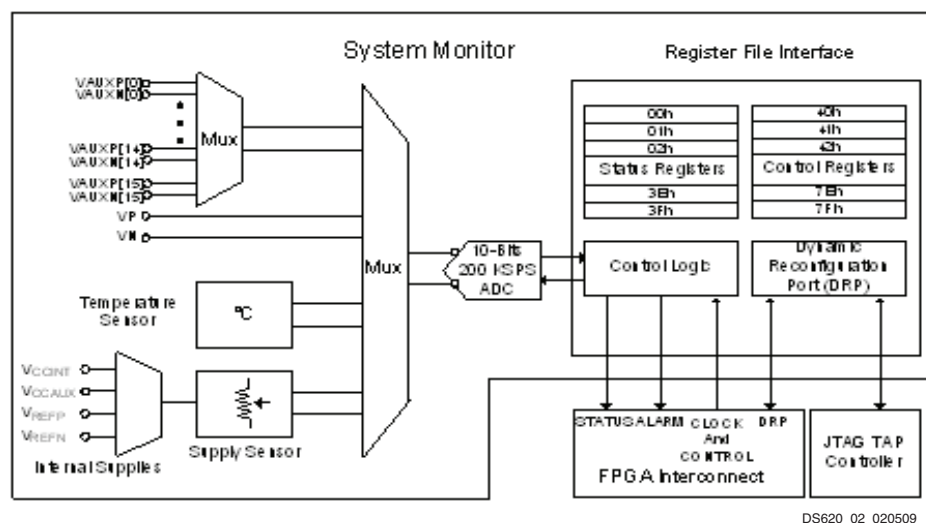 System Monitor
Register File Interface
VAUXP[0]
VAUXN[0]
VAUXP[14]
VAUXN[14]
VAUXP[15]
VAUXN[15]
Mux
VP
VN
Mux
Temperature
Sensor
°C
VCCINT
VCCAUX
VREFP
VREFN
Internal Supplies
Supply Sensor
10-Bits
200 KSPS
ADC
00h
01h
02h
Status Registers
3Eh
3Fh
40h
41h
42h
Control Registers
7Eh
7Fh
Control Logic
Dynamic
Reconfiguration
Port (DRP)
STATUS ALARM CLOCK DRP
And
CONTROL
FPGA Interconnect
JTAG TAP
Controller
DS620_02_020509